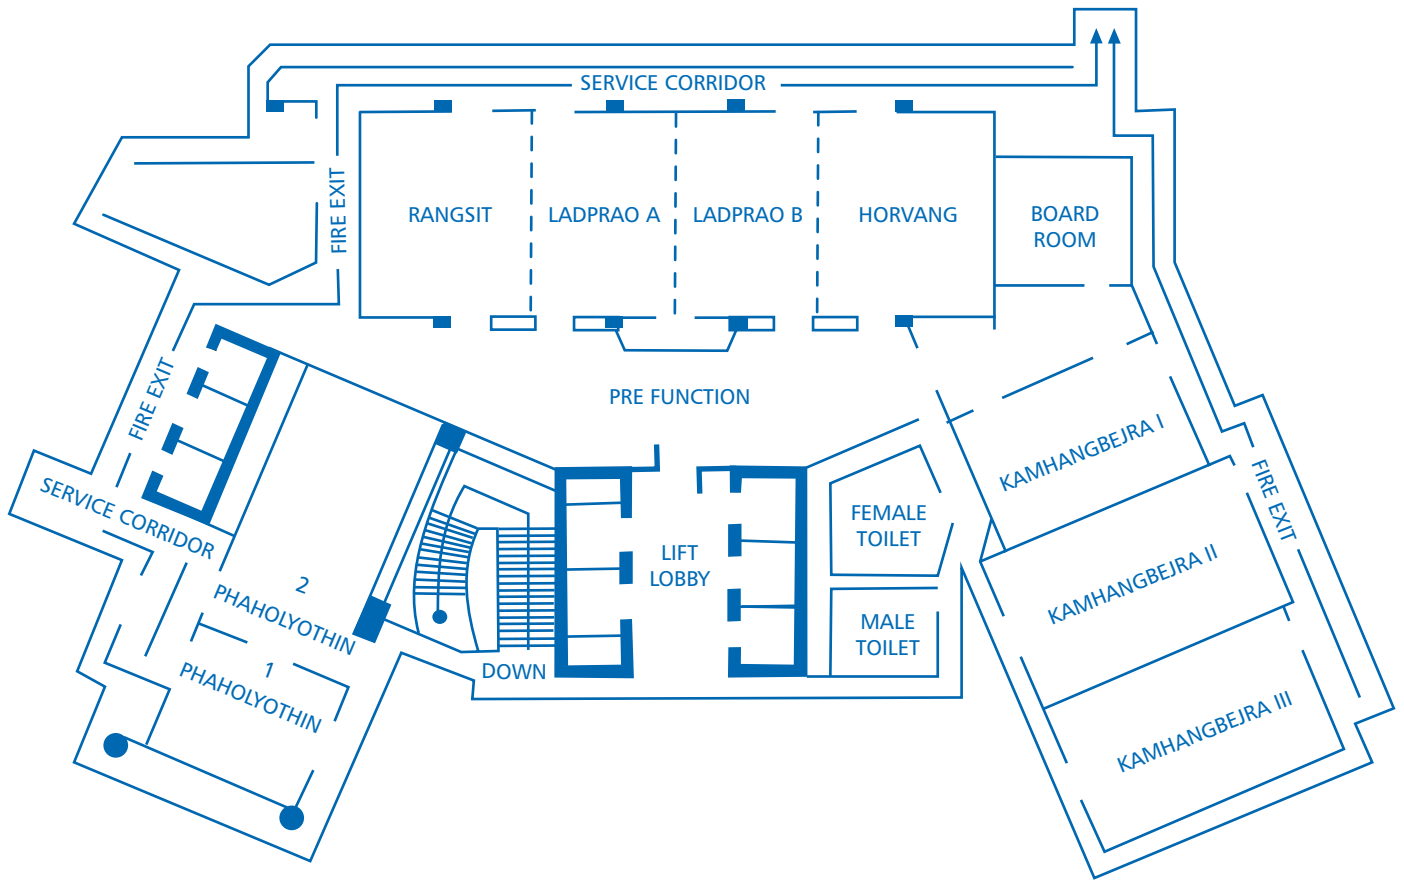 SERVICE CORRIDOR
FIRE EXIT
RANGSIT
LADPRAO A
LADPRAO B
HORVANG
BOARD
ROOM
PRE FUNCTION
FIRE EXIT
SERVICE CORRIDOR
2
PHAHOLYOTHIN
1
PHAHOLYOTHIN
DOWN
LIFT
LOBBY
FEMALE
TOILET
MALE
TOILET
KAMHANGBEJRA I
KAMHANGBEJRA II
KAMHANGBEJRA III
FIRE EXIT